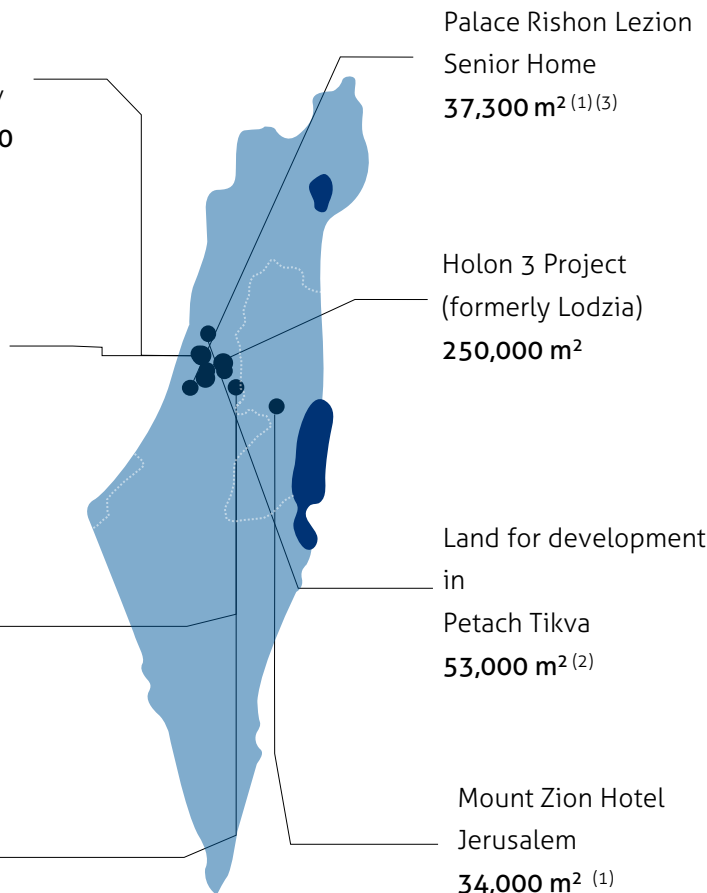 Palace Rishon Lezion
Senior Home
37,300 m² (1)(3)
Holon 3 Project
(formerly Lodzia)
250,000 m²
Land for development
in
Petach Tikva
53,000 m² (2)
Mount Zion Hotel
Jerusalem
34,000 m² (1)